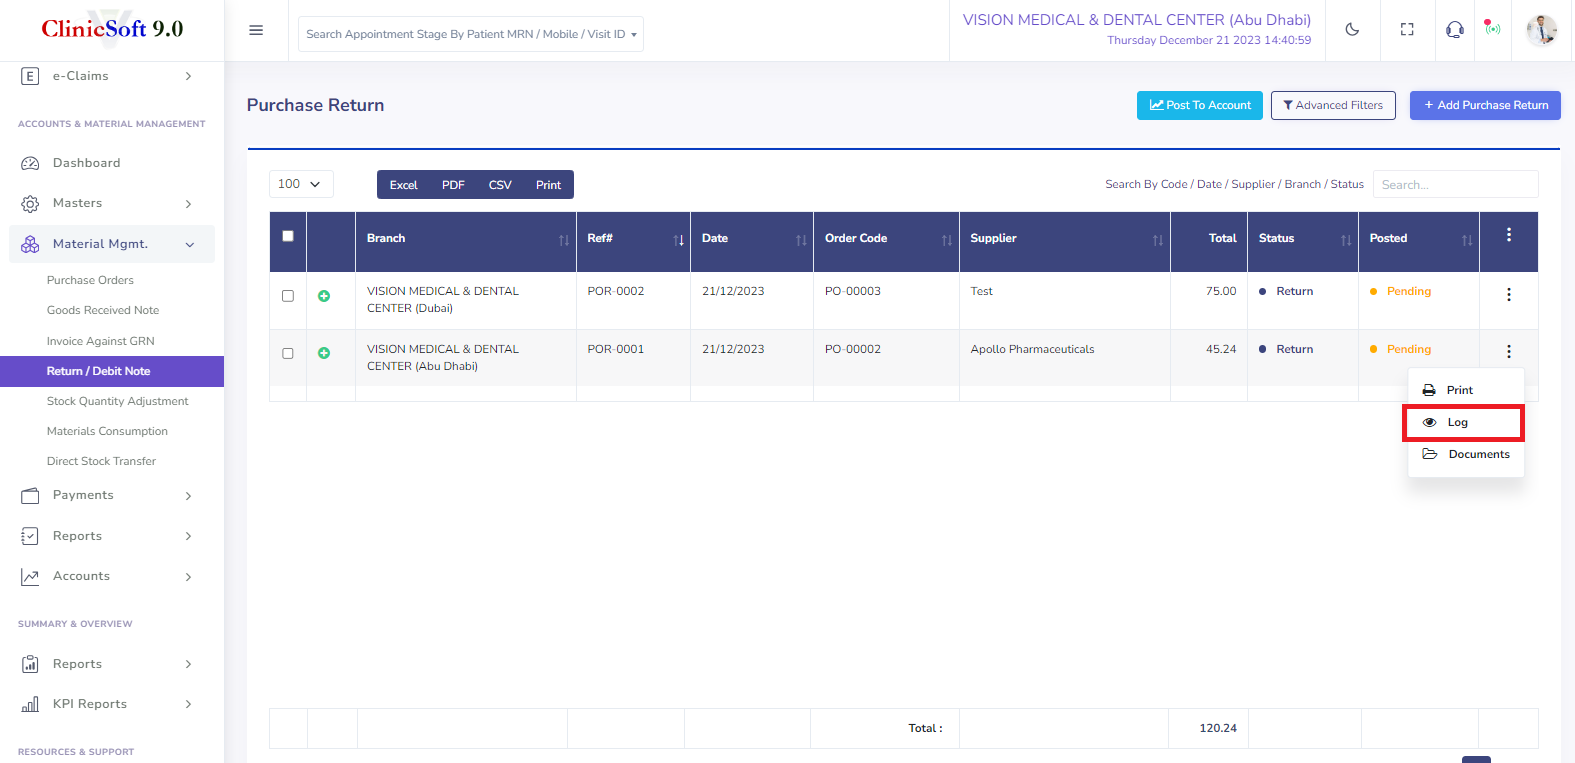 ClinicSoft 9.0
Search Appointment Stage By Patient MRN / Mobile / Visit ID
VISION MEDICAL & DENTAL CENTER (Abu Dhabi)
Thursday December 21 2023 14:40:59
E e-Claims
ACCOUNTS & MATERIAL MANAGEMENT
Dashboard
Masters
Material Mgmt.
Purchase Orders
Goods Received Note
Invoice Against GRN
Return / Debit Note
Stock Quantity Adjustment
Materials Consumption
Direct Stock Transfer
Payments
Reports
Accounts
SUMMARY & OVERVIEW
Reports
KPI Reports
RESOURCES & SUPPORT
Purchase Return
Post To Account
Advanced Filters
+ Add Purchase Return
100
Excel PDF CSV Print
Search By Code / Date / Supplier / Branch / Status
Search...
Branch Ref# Date Order Code Supplier Total Status Posted
VISION MEDICAL & DENTAL POR-0002 21/12/2023 PO-00003 Test 75.00 Return Pending
CENTER (Dubai)
VISION MEDICAL & DENTAL POR-0001 21/12/2023 PO-00002 Apollo Pharmaceuticals 45.24 Return Pending
CENTER (Abu Dhabi)
Print
Log
Documents
Total : 120.24